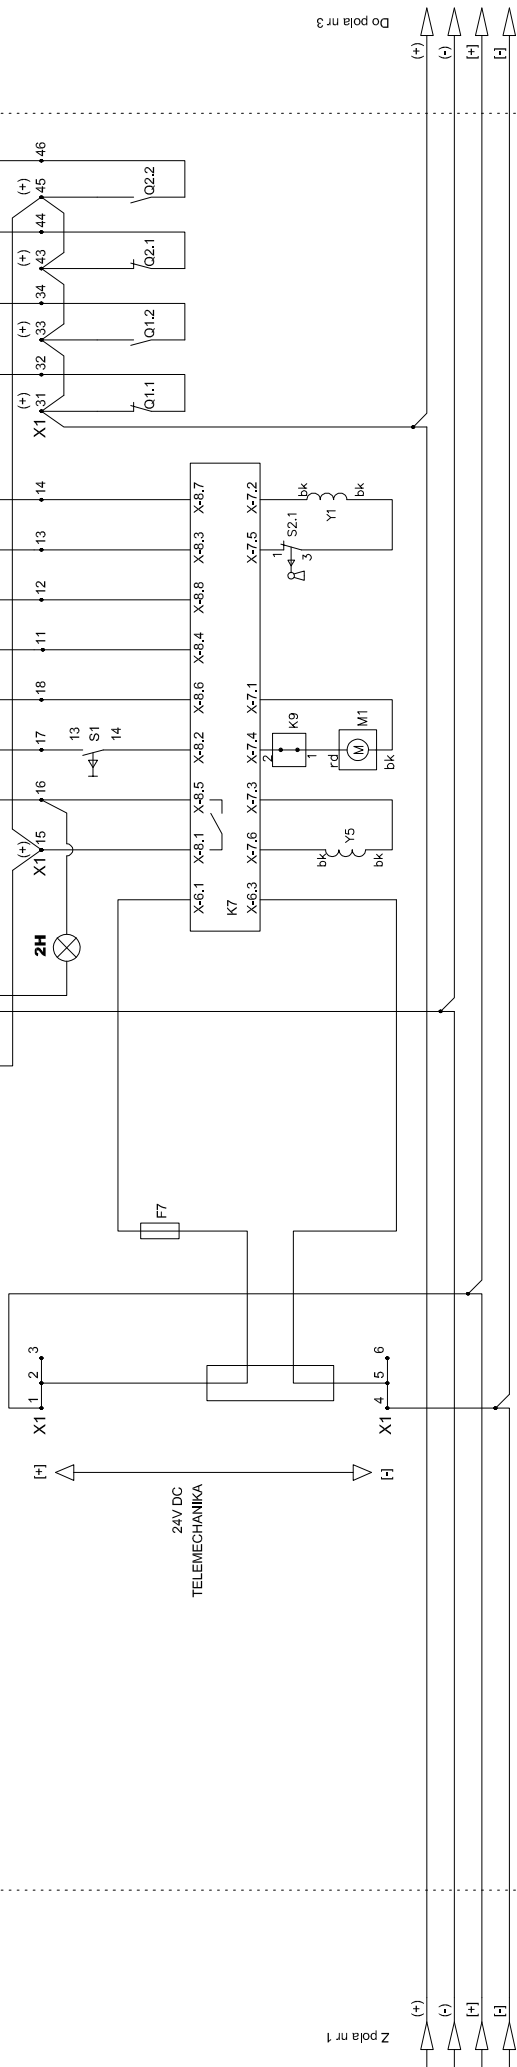 Do pola nr 3
(+)
(-)
[+]
[-]
46
(+)
45
44
(+)
43
34
(+)
33
32
(+)
31
X1
Q2.2
Q2.1
Q1.2
Q1.1
14
13
12
11
18
17
16
(+)
15
X1
13
S1
14
2H
X-8.7
X-8.3
X-8.8
X-8.4
X-8.6
X-8.2
X-8.5
X-8.1
X-6.1
K7
X-7.2
X-7.5
X-7.1
X-7.4
X-7.3
X-7.6
X-6.3
bk
Y1
bk
S2.1
1
3
K9
2
1
M1
rd
M
bk
Y5
bk
bk
F7
3
2
1
X1
6
5
4
X1
[+]
[-]
24V DC
TELEMECHANIKA
Z pola nr 1
(+)
(-)
[+]
[-]